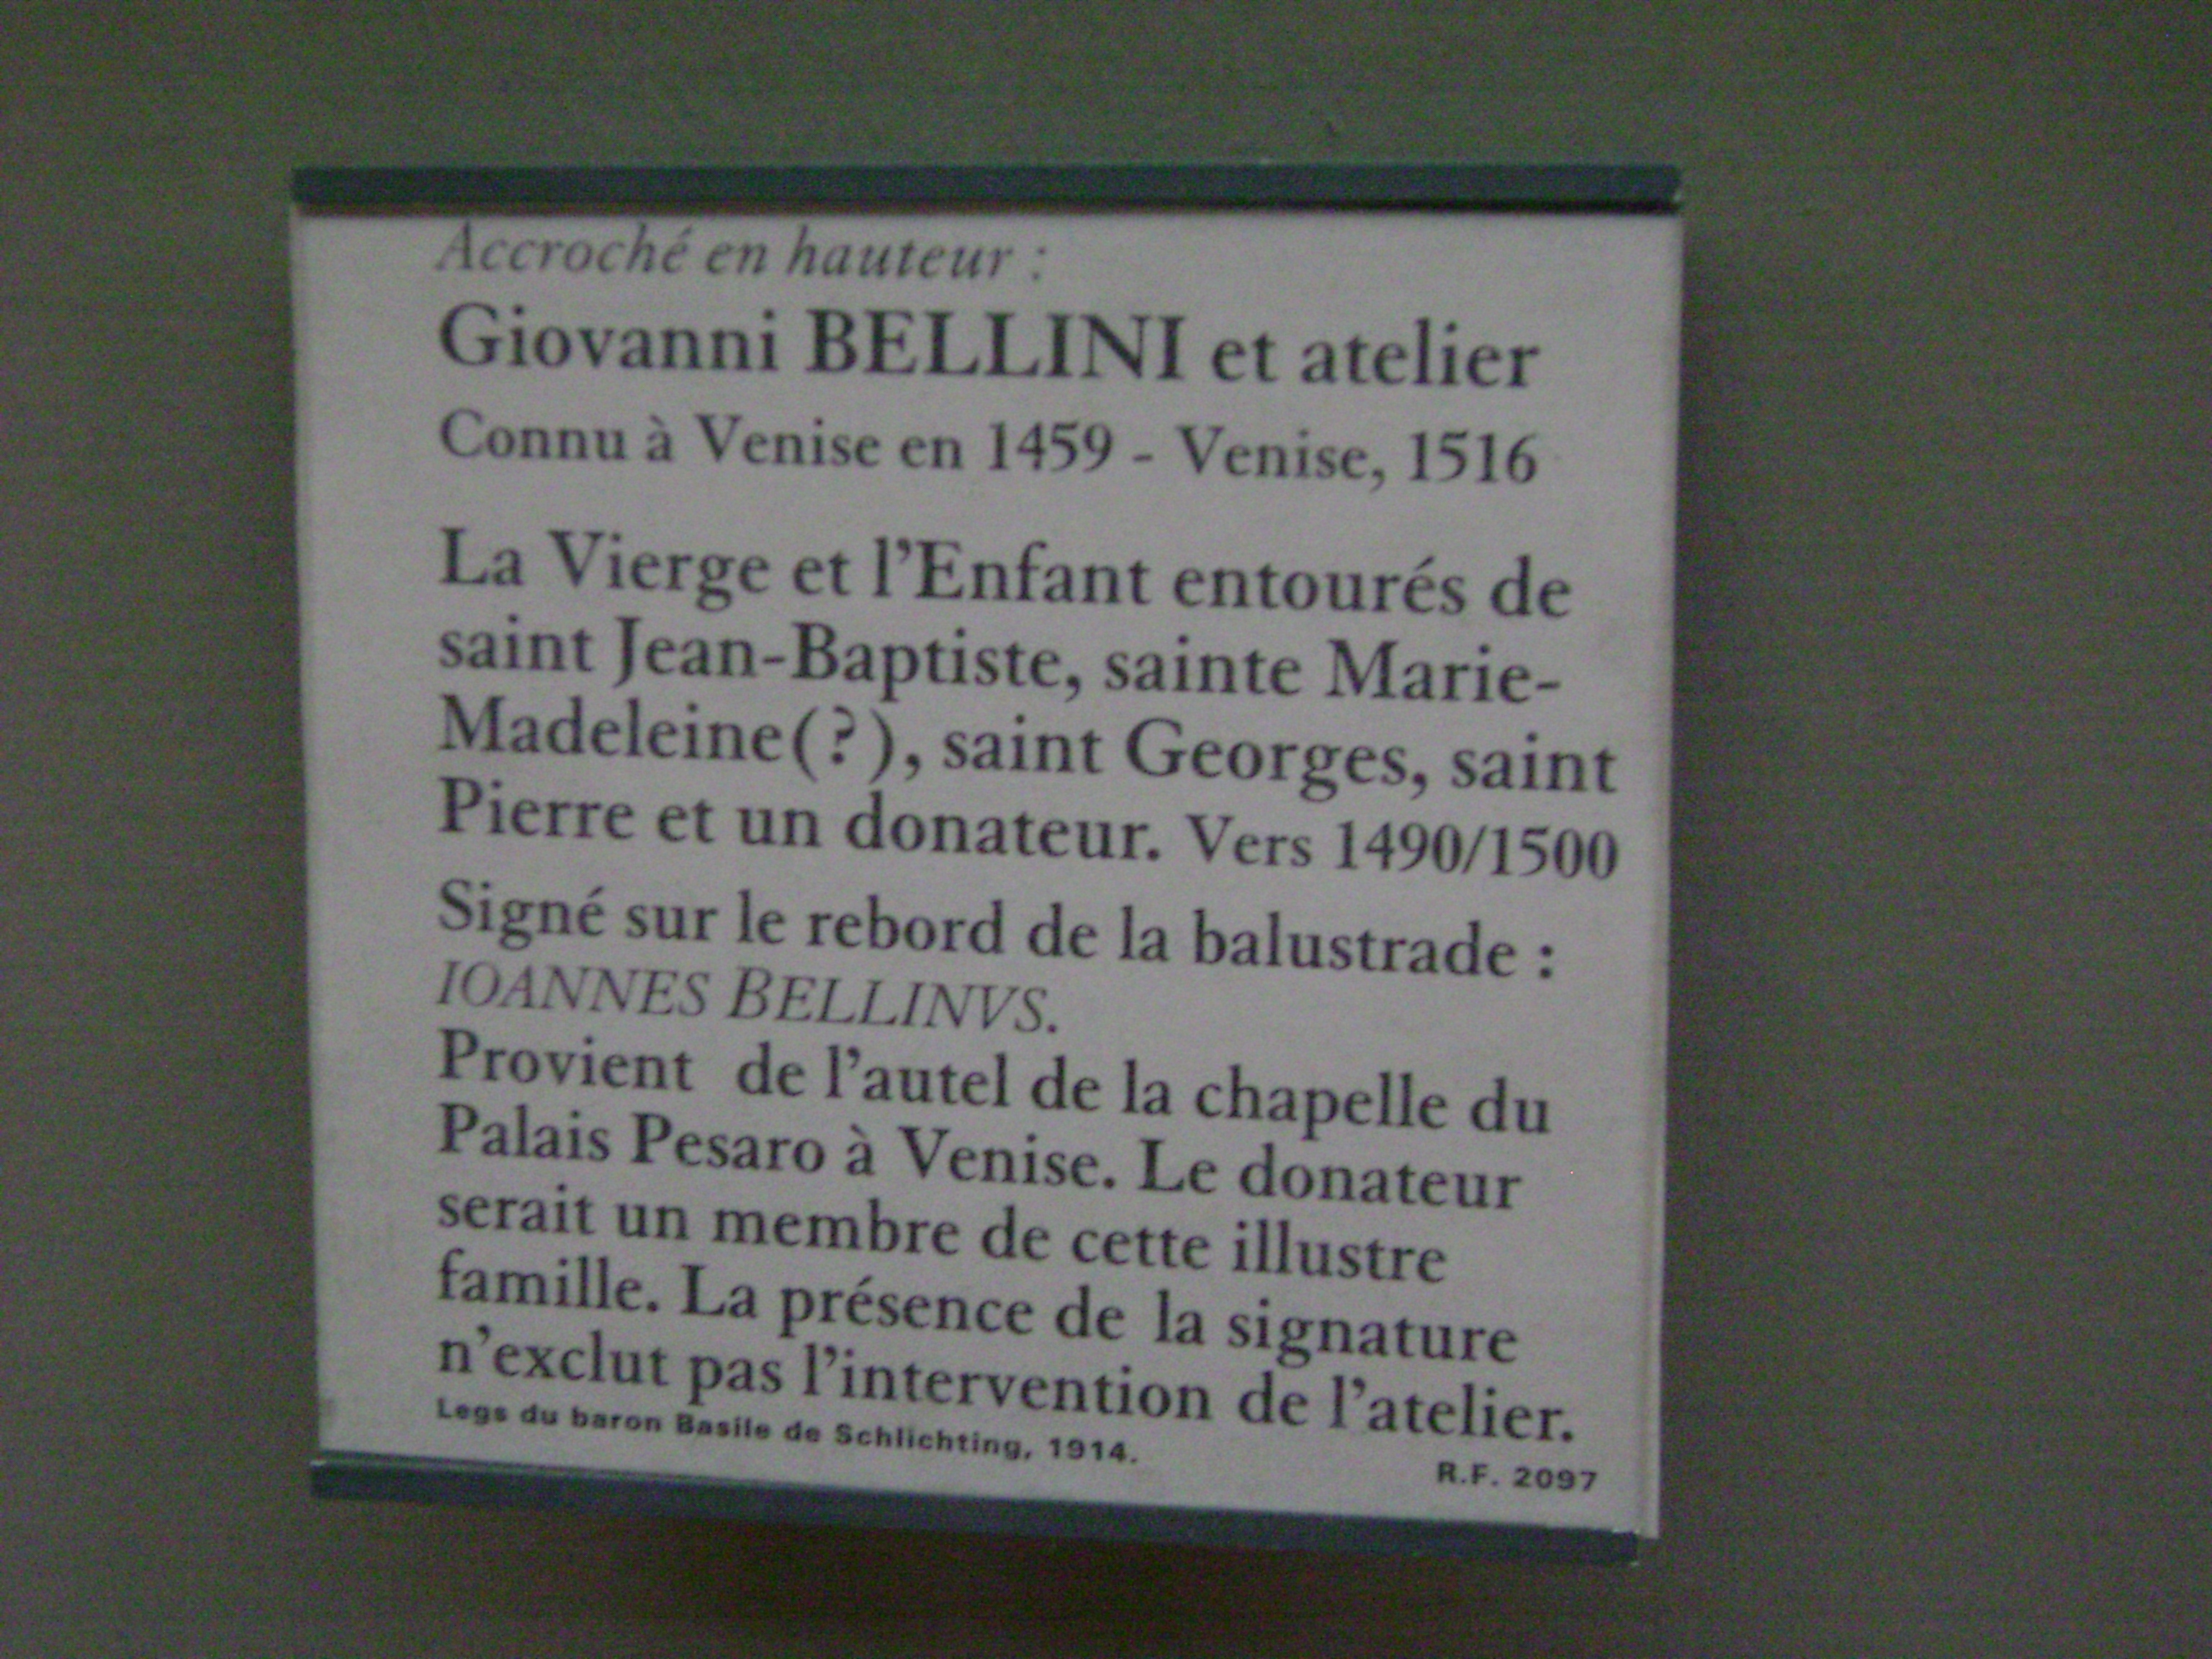 Accroché en hauteur :
Giovanni BELLINI et atelier
Connu à Venise en 1459 - Venise, 1516
La Vierge et l'Enfant entourés de
saint Jean-Baptiste, sainte Marie-
Madeleine(?), saint Georges, saint
Pierre et un donateur. Vers 1490/1500
Signé sur le rebord de la balustrade :
IOANNES BELLINVS.
Provient de l'autel de la chapelle du
Palais Pesaro à Venise. Le donateur
serait un membre de cette illustre
famille. La présence de la signature
n'exclut pas l'intervention de l'atelier.
Legs du baron Basile de Schlichting, 1914.
R.F. 2097